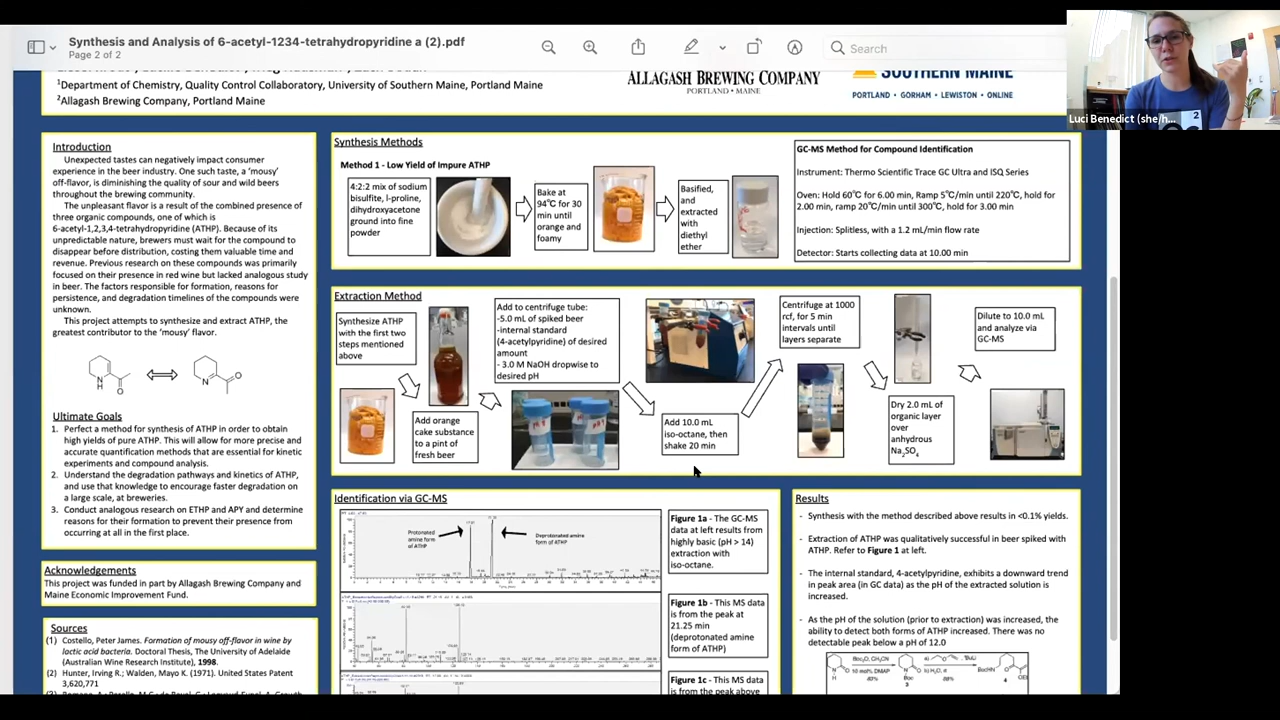 Synthesis and Analysis of 6-acetyl-1234-tetrahydropyridine a (2).pdf
Page 2 of 2
Search
Luci Benedict (she/h...
¹Department of Chemistry, Quality Control Collaboratory, University of Southern Maine, Portland Maine
²Allagash Brewing Company, Portland Maine
ALLAGASH BREWING COMPANY
PORTLAND • MAINE
SOUTHERN MAINE
PORTLAND • GORHAM • LEWISTON • ONLINE
Introduction
Unexpected tastes can negatively impact consumer
experience in the beer industry. One such taste, a 'mousy'
off-flavor, is diminishing the quality of sour and wild beers
throughout the brewing community.
The unpleasant flavor is a result of the combined presence of
three organic compounds, one of which is
6-acetyl-1,2,3,4-tetrahydropyridine (ATHP). Because of its
unpredictable nature, brewers must wait for the compound to
disappear before distribution, costing them valuable time and
revenue. Previous research on these compounds was primarily
focused on their presence in red wine but lacked analogous study
in beer. The factors responsible for formation, reasons for
persistence, and degradation timelines of the compounds were
unknown.
This project attempts to synthesize and extract ATHP, the
greatest contributor to the 'mousy' flavor.
Ultimate Goals
1. Perfect a method for synthesis of ATHP in order to obtain
high yields of pure ATHP. This will allow for more precise and
accurate quantification methods that are essential for kinetic
experiments and compound analysis.
2. Understand the degradation pathways and kinetics of ATHP,
and use that knowledge to encourage faster degradation on
a large scale, at breweries.
3. Conduct analogous research on ETHP and APY and determine
reasons for their formation to prevent their presence from
occurring at all in the first place.
Acknowledgements
This project was funded in part by Allagash Brewing Company and
Maine Economic Improvement Fund.
Sources
(1) Costello, Peter James. Formation of mousy off-flavor in wine by
lactic acid bacteria. Doctoral Thesis, The University of Adelaide
(Australian Wine Research Institute), 1998.
(2) Hunter, Irving R.; Walden, Mayo K. (1971). United States Patent
3,620,771
Synthesis Methods
Method 1 - Low Yield of Impure ATHP
4:2:2 mix of sodium
bisulfite, l-proline,
dihydroxyacetone
ground into fine
powder
Bake at
94°C for 30
min until
orange and
foamy
Basified,
and
extracted
with
diethyl
ether
GC-MS Method for Compound Identification
Instrument: Thermo Scientific Trace GC Ultra and ISQ Series
Oven: Hold 60°C for 6.00 min, Ramp 5°C/min until 220°C, hold for
2.00 min, ramp 20°C/min until 300°C, hold for 3.00 min
Injection: Splitless, with a 1.2 mL/min flow rate
Detector: Starts collecting data at 10.00 min
Extraction Method
Synthesize ATHP
with the first two
steps mentioned
above
Add orange
cake substance
to a pint of
fresh beer
Add to centrifuge tube:
-5.0 mL of spiked beer
-internal standard
(4-acetylpyridine) of desired
amount
- 3.0 M NaOH dropwise to
desired pH
Add 10.0 mL
iso-octane, then
shake 20 min
Centrifuge at 1000
rcf, for 5 min
intervals until
layers separate
Dry 2.0 mL of
organic layer
over
anhydrous
Na₂SO₄
Dilute to 10.0 mL
and analyze via
GC-MS
Identification via GC-MS
Protonated
amine form
of ATHP
Deprotonated amine
form of ATHP
Figure 1a - The GC-MS
data at left results from
highly basic (pH > 14)
extraction with
iso-octane.
Figure 1b - This MS data
is from the peak at
21.25 min
(deprotonated amine
form of ATHP)
Figure 1c - This MS data
is from the peak above
Results
- Synthesis with the method described above results in <0.1% yields.
- Extraction of ATHP was qualitatively successful in beer spiked with
ATHP. Refer to Figure 1 at left.
- The internal standard, 4-acetylpyridine, exhibits a downward trend
in peak area (in GC data) as the pH of the extracted solution is
increased.
- As the pH of the solution (prior to extraction) was increased, the
ability to detect both forms of ATHP increased. There was no
detectable peak below a pH of 12.0
Boc₂O, CH₃CN
10 mol% DMAP